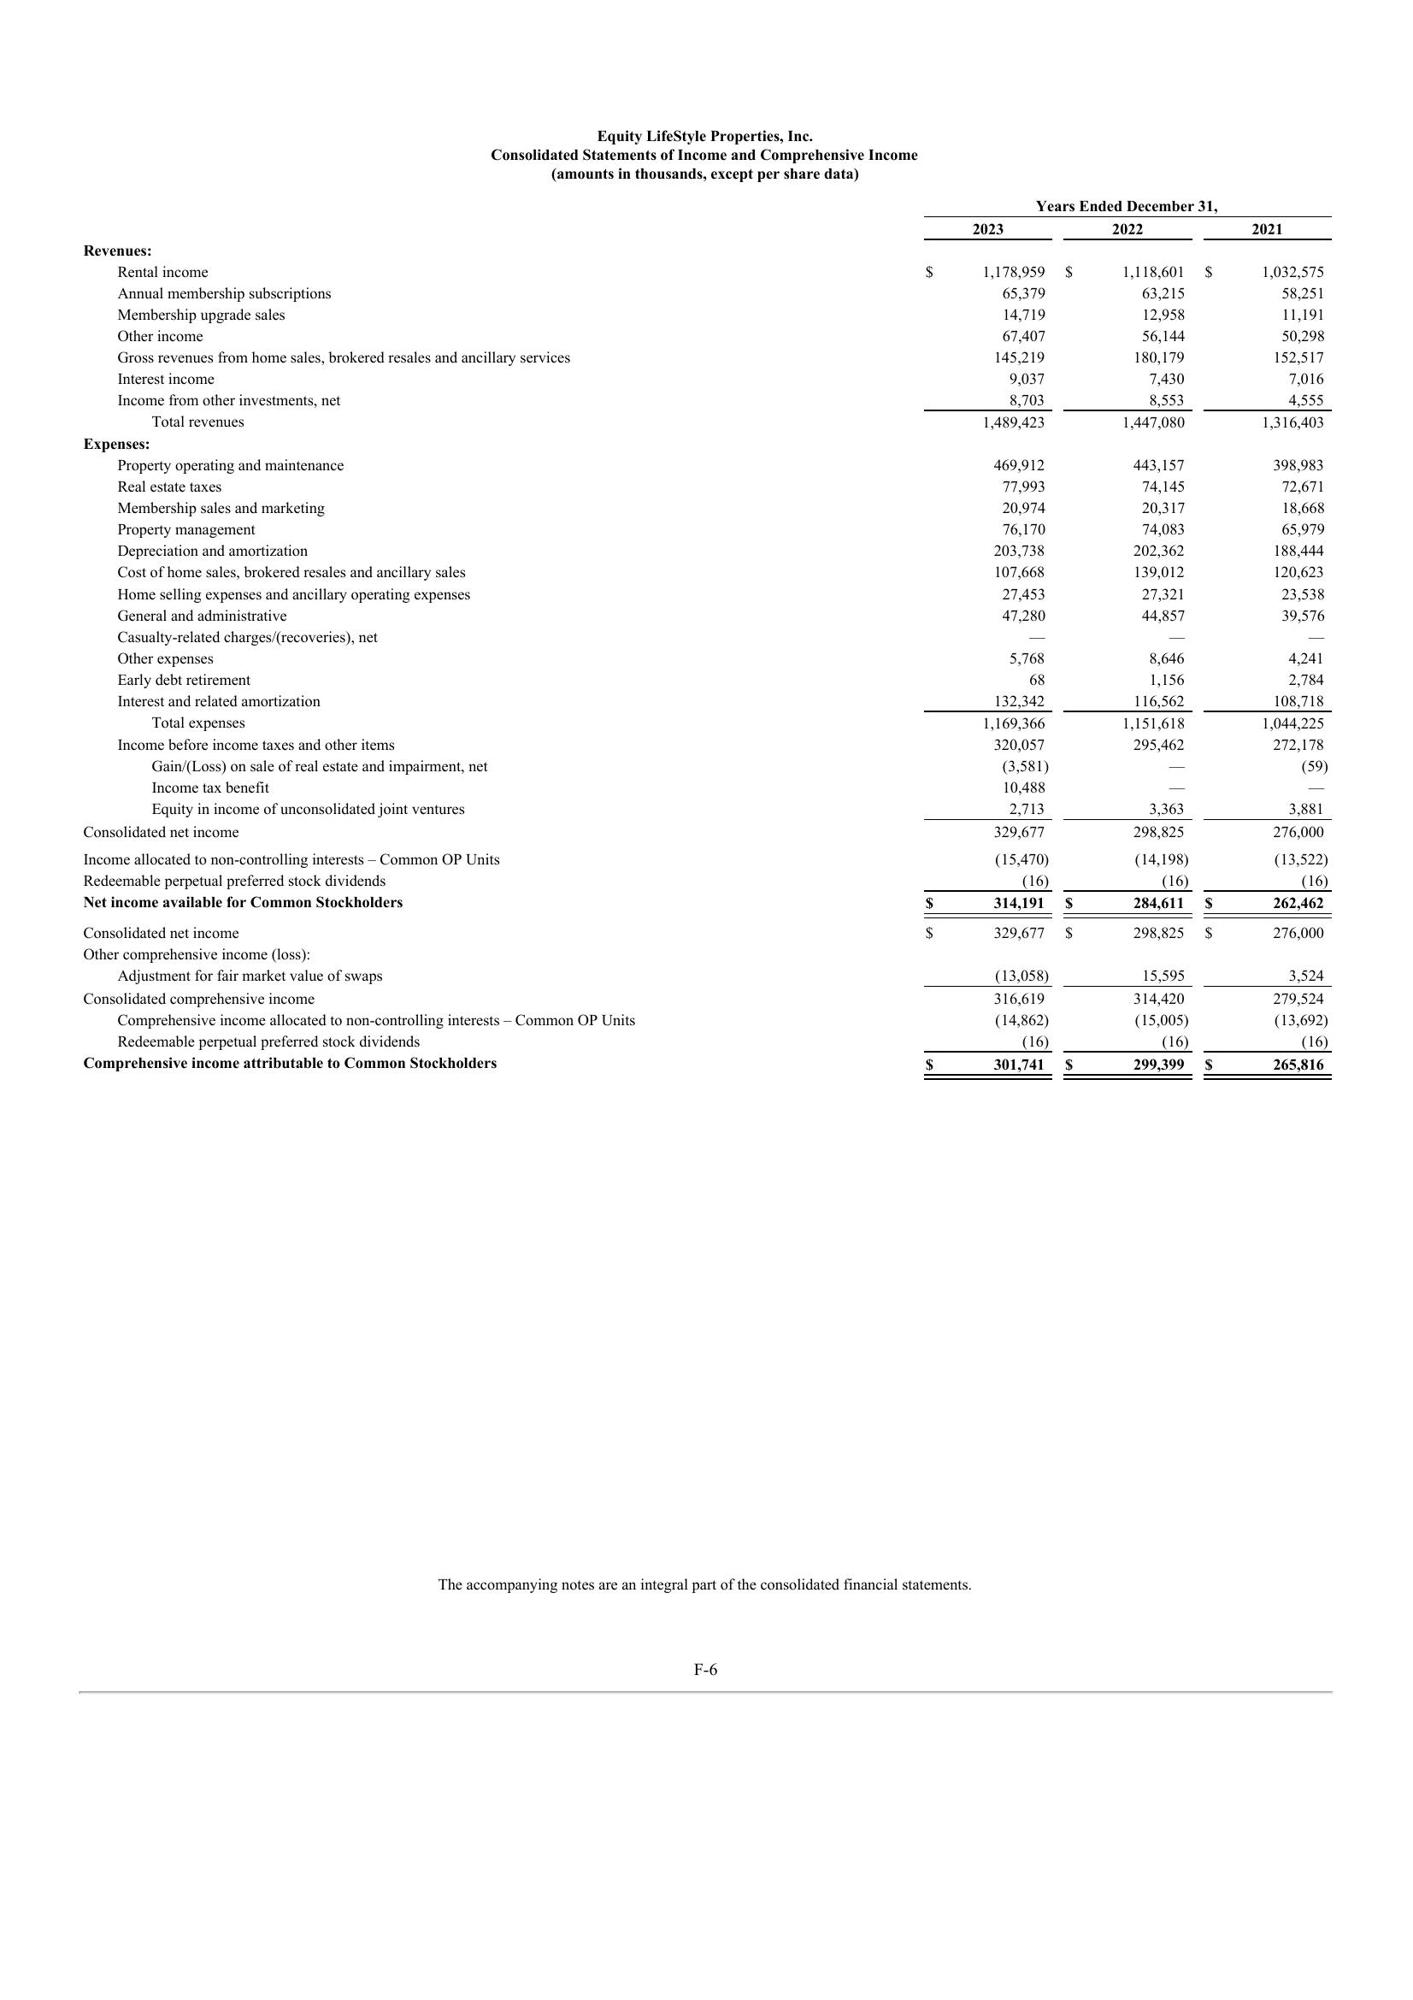 Equity LifeStyle Properties, Inc.
Consolidated Statements of Income and Comprehensive Income
(amounts in thousands, except per share data)
Years Ended December 31,
2023 2022 2021
Revenues:
Rental income $ 1,178,959 $ 1,118,601 $ 1,032,575
Annual membership subscriptions 65,379 63,215 58,251
Membership upgrade sales 14,719 12,958 11,191
Other income 67,407 56,144 50,298
Gross revenues from home sales, brokered resales and ancillary services 145,219 180,179 152,517
Interest income 9,037 7,430 7,016
Income from other investments, net 8,703 8,553 4,555
Total revenues 1,489,423 1,447,080 1,316,403
Expenses:
Property operating and maintenance 469,912 443,157 398,983
Real estate taxes 77,993 74,145 72,671
Membership sales and marketing 20,974 20,317 18,668
Property management 76,170 74,083 65,979
Depreciation and amortization 203,738 202,362 188,444
Cost of home sales, brokered resales and ancillary sales 107,668 139,012 120,623
Home selling expenses and ancillary operating expenses 27,453 27,321 23,538
General and administrative 47,280 44,857 39,576
Casualty-related charges/(recoveries), net — — —
Other expenses 5,768 8,646 4,241
Early debt retirement 68 1,156 2,784
Interest and related amortization 132,342 116,562 108,718
Total expenses 1,169,366 1,151,618 1,044,225
Income before income taxes and other items 320,057 295,462 272,178
Gain/(Loss) on sale of real estate and impairment, net (3,581) — (59)
Income tax benefit 10,488 — —
Equity in income of unconsolidated joint ventures 2,713 3,363 3,881
Consolidated net income 329,677 298,825 276,000
Income allocated to non-controlling interests – Common OP Units (15,470) (14,198) (13,522)
Redeemable perpetual preferred stock dividends (16) (16) (16)
Net income available for Common Stockholders $ 314,191 $ 284,611 $ 262,462
Consolidated net income $ 329,677 $ 298,825 $ 276,000
Other comprehensive income (loss):
Adjustment for fair market value of swaps (13,058) 15,595 3,524
Consolidated comprehensive income 316,619 314,420 279,524
Comprehensive income allocated to non-controlling interests – Common OP Units (14,862) (15,005) (13,692)
Redeemable perpetual preferred stock dividends (16) (16) (16)
Comprehensive income attributable to Common Stockholders $ 301,741 $ 299,399 $ 265,816
The accompanying notes are an integral part of the consolidated financial statements.
F-6